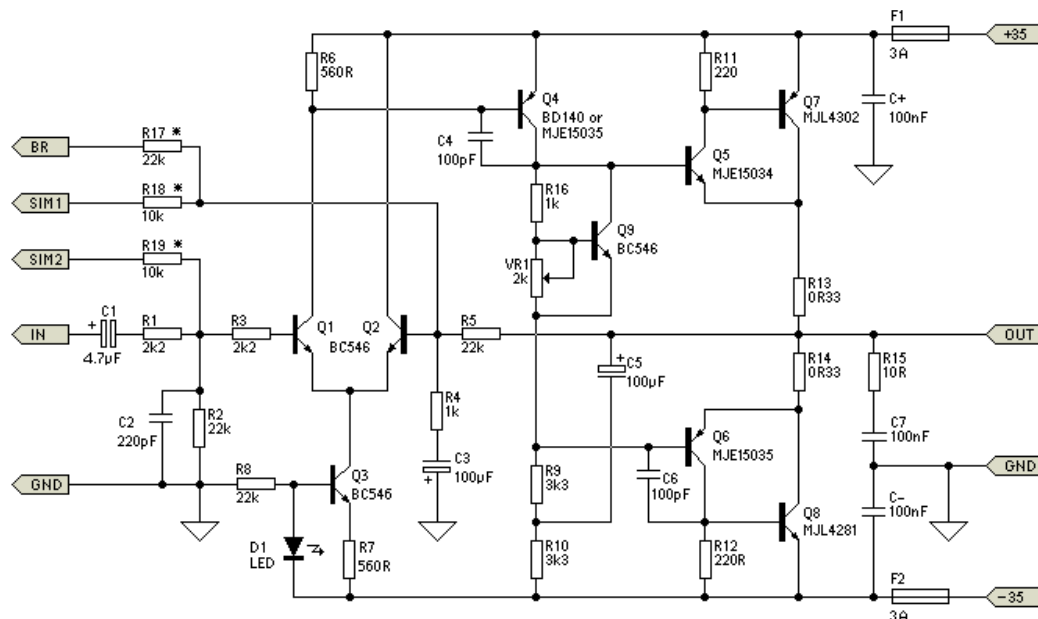 F1
3A
+35
R6
560R
R11
220
Q4
BD140 or
MJE15035
Q7
MJL4302
C+
100nF
C4
100pF
BR
R17 *
22k
Q5
MJE15034
SIM1
R18 *
10k
R16
1k
Q9
BC546
SIM2
R19 *
10k
VR1
2k
R13
0R33
IN
+
C1
4.7µF
R1
2k2
R3
2k2
Q1
Q2
BC546
R5
22k
OUT
+
C5
100µF
R14
0R33
R15
10R
R4
1k
C2
220pF
R2
22k
C7
100nF
Q6
MJE15035
C3
100µF
+
GND
R8
22k
Q3
BC546
R9
3k3
C6
100pF
GND
Q8
MJL4281
C-
100nF
D1
LED
R7
560R
R10
3k3
R12
220R
F2
3A
-35